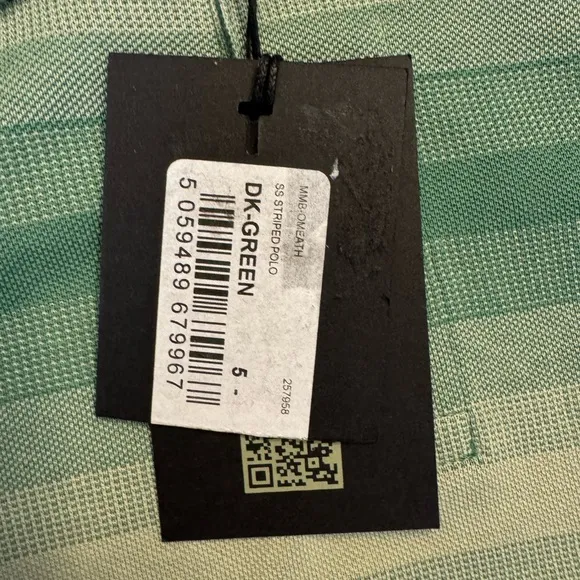 MMB-OMEATH
SS STRIPED POLO
DK-GREEN
5 -
257958
5 059489 679967